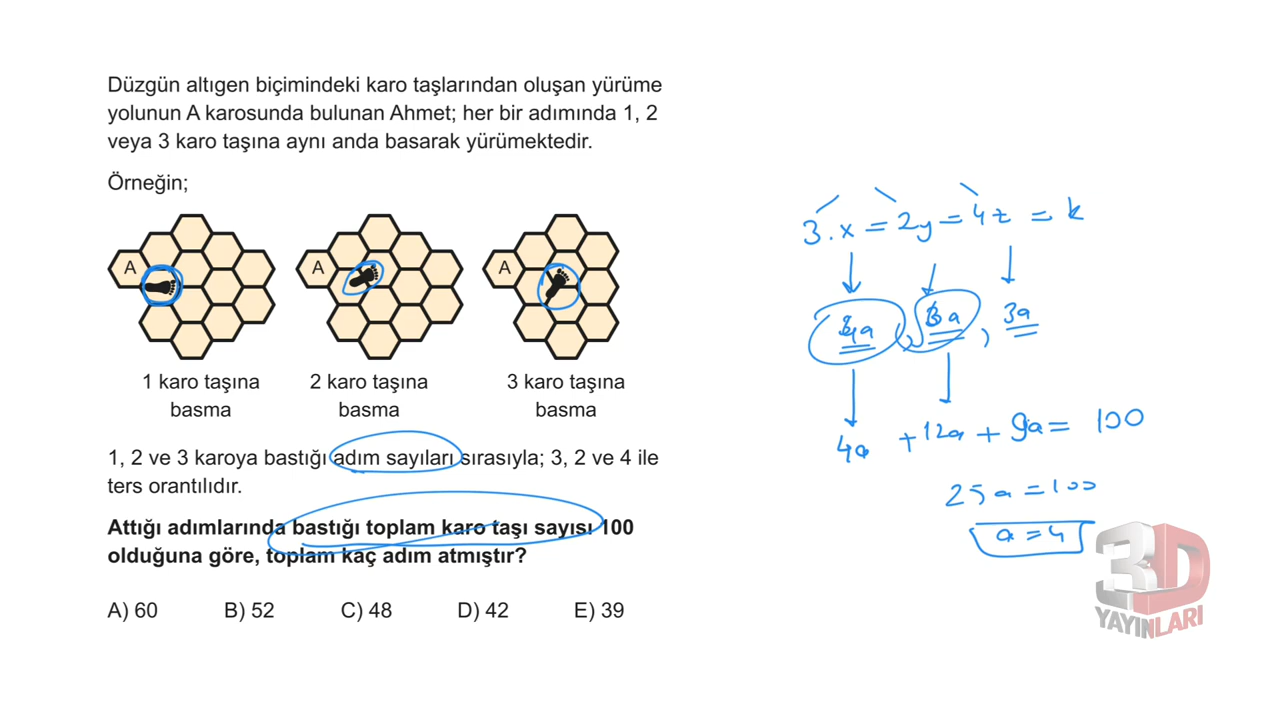 Düzgün altıgen biçimindeki karo taşlarından oluşan yürüme
yolunun A karosunda bulunan Ahmet; her bir adımında 1, 2
veya 3 karo taşına aynı anda basarak yürümektedir.
Örneğin;
A
A
A
1 karo taşına
basma
2 karo taşına
basma
3 karo taşına
basma
1, 2 ve 3 karoya bastığı adım sayıları sırasıyla; 3, 2 ve 4 ile
ters orantılıdır.
Attığı adımlarında bastığı toplam karo taşı sayısı 100
olduğuna göre, toplam kaç adım atmıştır?
A) 60
B) 52
C) 48
D) 42
E) 39
3.x = 2y = 4z = k
4a, 6a, 3a
4a + 12a + 9a = 100
25a = 100
a = 4
3D
YAYINLARI